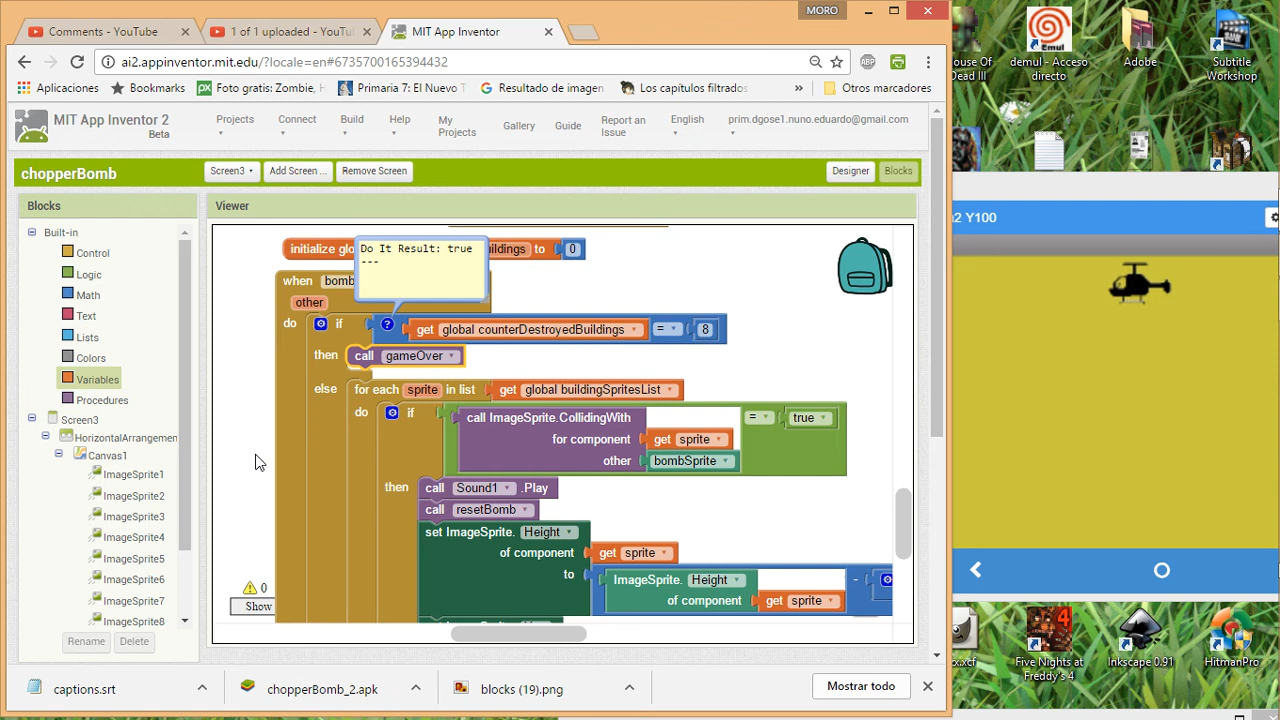 MORO
Comments - YouTube
1 of 1 uploaded - YouTu
MIT App Inventor
ai2.appinventor.mit.edu/?locale=en#6735700165394432
ABP
Aplicaciones
Bookmarks
px
Foto gratis: Zombie,
Primaria 7: El Nuevo T
Resultado de imagen
Los capítulos filtrados
»
Otros marcadores
MIT App Inventor 2
Beta
Projects
Connect
Build
Help
My Projects
Gallery
Guide
Report an Issue
English
prim.dgose1.nuno.eduardo@gmail.com
chopperBomb
Screen3
Add Screen ...
Remove Screen
Designer
Blocks
Blocks
Viewer
Built-in
Control
Logic
Math
Text
Lists
Colors
Variables
Procedures
Screen3
HorizontalArrangemen
Canvas1
ImageSprite1
ImageSprite2
ImageSprite3
ImageSprite4
ImageSprite5
ImageSprite6
ImageSprite7
ImageSprite8
Rename
Delete
initialize glo
ildings to 0
Do It Result: true
---
when bomb
other
do if ? get global counterDestroyedBuildings = 8
then call gameOver
else for each sprite in list get global buildingSpritesList
do if call ImageSprite.CollidingWith = true
for component get sprite
other bombSprite
then call Sound1 .Play
call resetBomb
set ImageSprite. Height
of component get sprite
to ImageSprite. Height -
of component get sprite
0
Show
captions.srt
chopperBomb_2.apk
blocks (19).png
Mostrar todo
ouse Of
Dead III
demul - Acceso
directo
Adobe
Subtitle
Workshop
n2 Y100
x.xcf
4
Five Nights at
Freddy's 4
Inkscape 0.91
HitmanPro